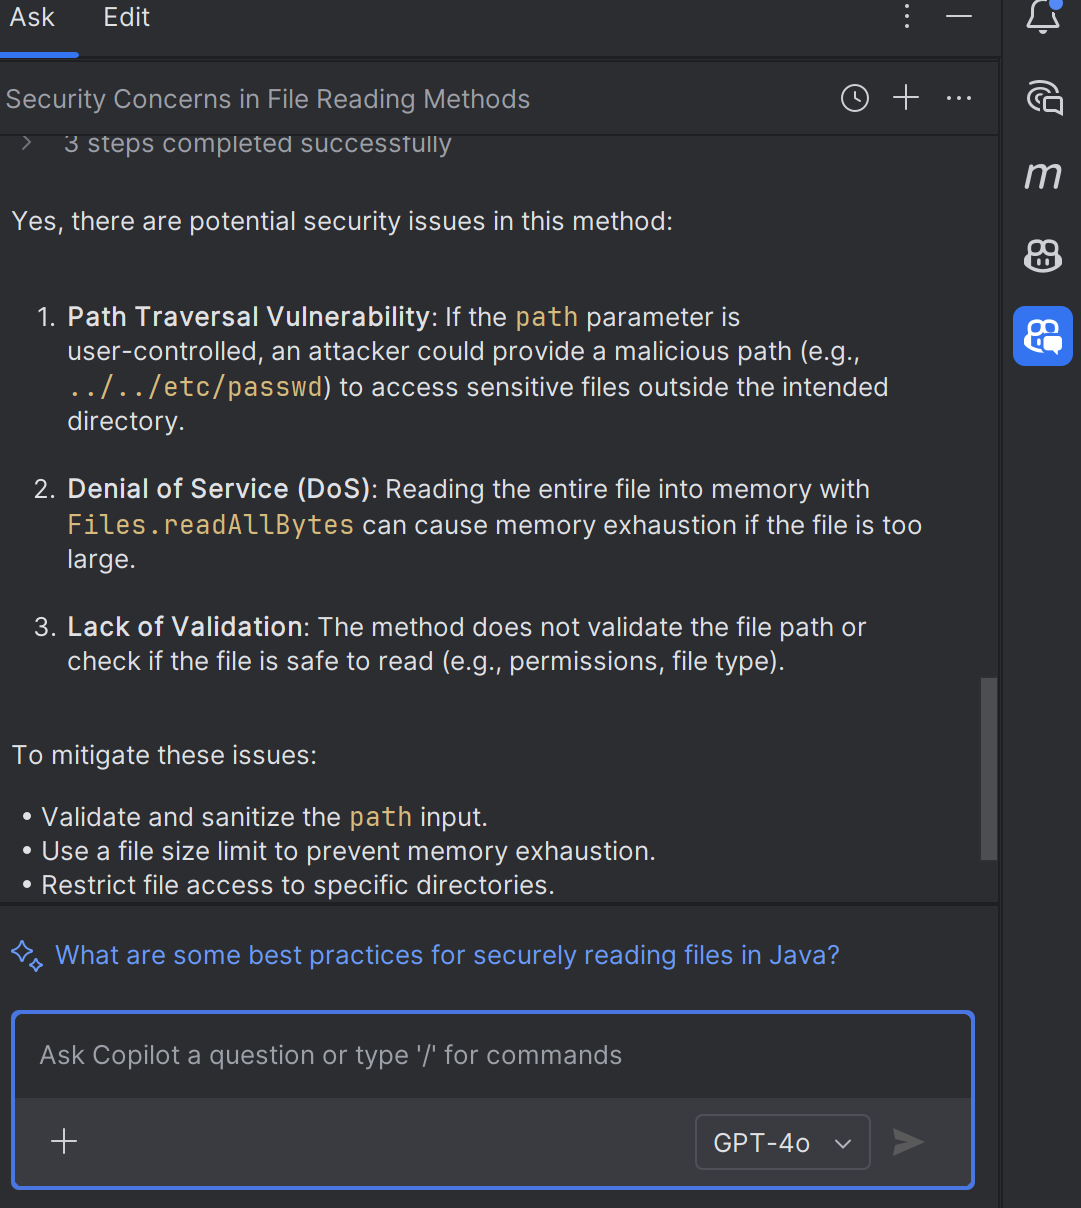 Ask Edit
Security Concerns in File Reading Methods
3 steps completed successfully
Yes, there are potential security issues in this method:
1. Path Traversal Vulnerability: If the path parameter is
user-controlled, an attacker could provide a malicious path (e.g.,
../../etc/passwd) to access sensitive files outside the intended
directory.
2. Denial of Service (DoS): Reading the entire file into memory with
Files.readAllBytes can cause memory exhaustion if the file is too
large.
3. Lack of Validation: The method does not validate the file path or
check if the file is safe to read (e.g., permissions, file type).
To mitigate these issues:
• Validate and sanitize the path input.
• Use a file size limit to prevent memory exhaustion.
• Restrict file access to specific directories.
What are some best practices for securely reading files in Java?
Ask Copilot a question or type '/' for commands
GPT-4o
m